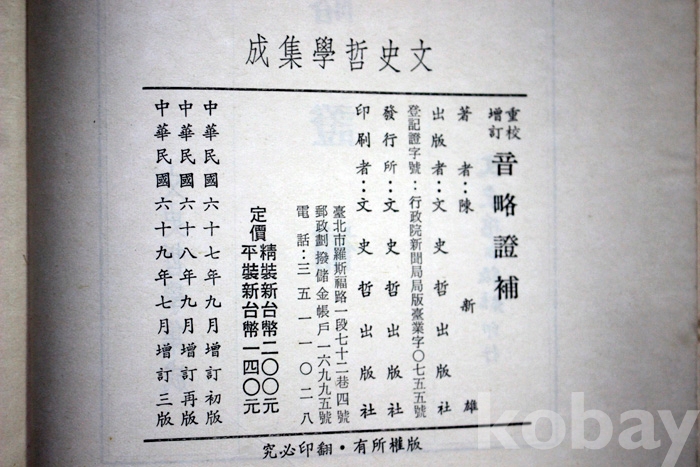 文史哲學集成
重校增訂 音略證補
著者：陳新雄
出版者：文史哲出版社
登記證字號：行政院新聞局局版臺業字〇七五五號
發行所：文史哲出版社
印刷者：文史哲出版社
臺北市羅斯福路一段七十二巷四號
郵政劃撥儲金帳戶一六九九五號
電話：三五一一〇二八
定價 精裝新台幣二〇〇元
平裝新台幣一四〇元
中華民國六十七年九月增訂初版
中華民國六十八年九月增訂再版
中華民國六十九年七月增訂三版
版權所有・翻印必究
kobay